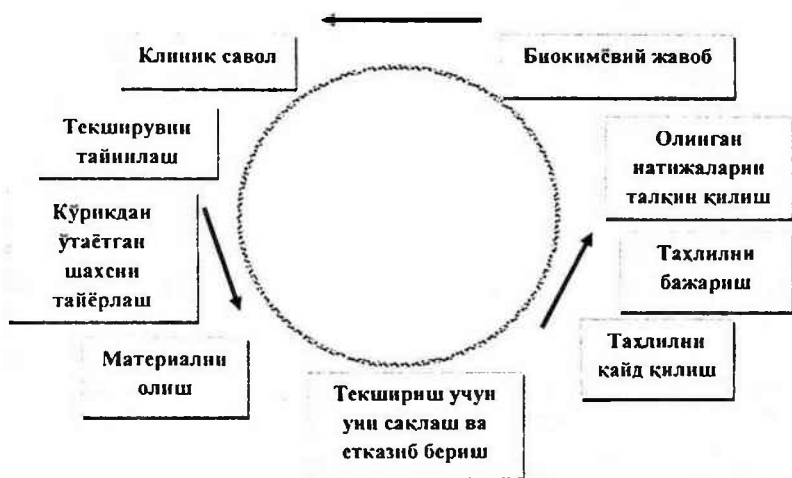 Клиник савол
Биокимёвий жавоб
Текширувни
тайинлаш
Кўрикдан
ўтаётган
шахсни
тайёрлаш
Материални
олиш
Текшириш учун
уни сақлаш ва
етказиб бериш
Таҳлилни
қайд қилиш
Таҳлилни
бажариш
Олинган
натижаларни
талқин қилиш